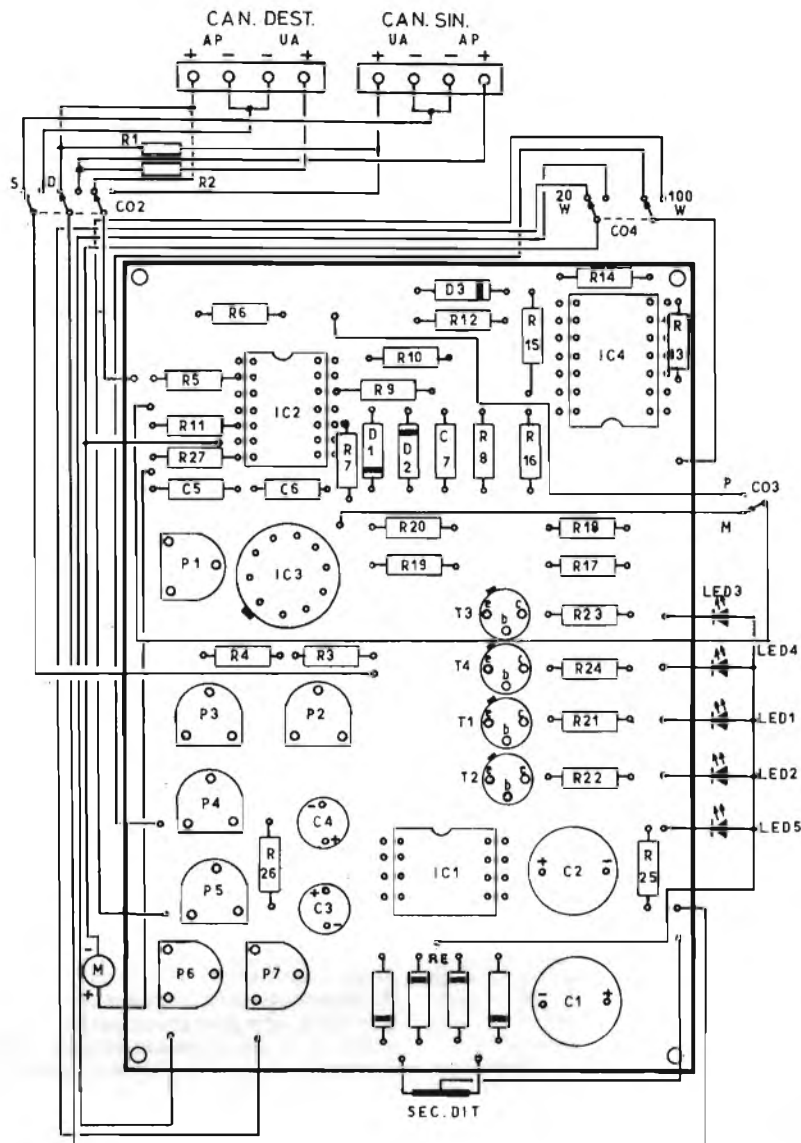 CAN. DEST. CAN. SIN.
+ AP - - UA + + UA - - AP +
R1
R2
S D CO2
20 W 100 W
CO4
D3 R14
R6 R12 R 15 IC4 R 13
R10
R5 IC2 R9
R11 R 7 D 1 D 2 C 7 R 8 R 16
R27
C5 C6
P CO3
M
R20 R18
P1 IC3 R19 R17
LED3
T3 e b c R23
LED4
R4 R3 T4 e b c R24
P3 P2 T1 e b c R21 LED1
T2 e b c R22 LED2
P4 - C4 + LED5
R 26 IC1 + C2 - R 25
P5 + C3 -
- M +
P6 P7 RE - C1 +
SEC. DIT